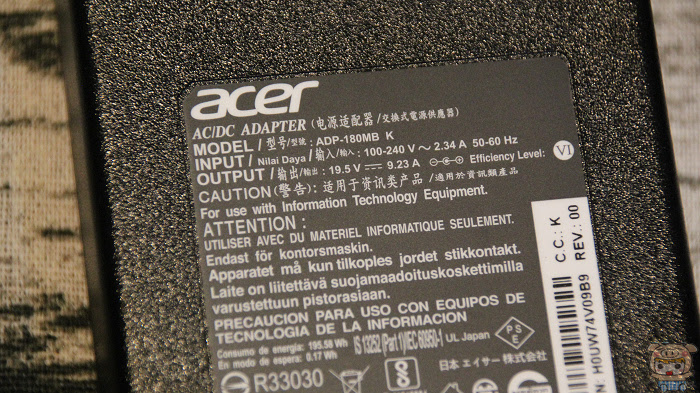 acer
AC/DC ADAPTER (电源适配器/交換式電源供應器)
MODEL / 型号/型號 : ADP-180MB K
INPUT / Nilai Daya / 输入/輸入 : 100-240 V ~ 2.34 A 50-60 Hz
OUTPUT / 输出/輸出 : 19.5 V 9.23 A Efficiency Level: VI
CAUTION (警告): 适用于资讯类产品 /適用於資訊類產品
For use with Information Technology Equipment.
ATTENTION :
UTILISER AVEC DU MATERIEL INFORMATIQUE SEULEMENT.
Endast för kontorsmaskin.
Apparatet må kun tilkoples jordet stikkontakt.
Laite on liitettävä suojamaadoituskoskettimilla
varustettuun pistorasiaan.
PRECAUCION PARA USO CON EQUIPOS DE
TECNOLOGIA DE LA INFORMACION
Consumo de energia: 195.58 Wh
En modo de espera: 0.17 Wh
IS 13252 (Part 1)/IEC 60950-1 UL Japan
PS
E
日本 エイサー 株式会社
R33030
C.C.: K
REV.: 00
H0UW74V09B9